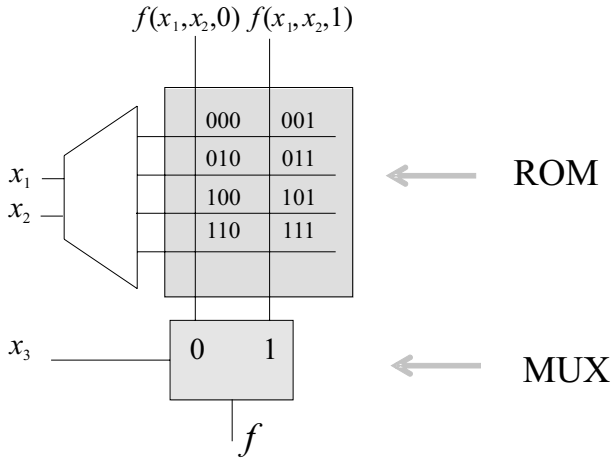 f(x₁,x₂,0) f(x₁,x₂,1)
000 001
010 011
x₁
ROM
100 101
x₂
110 111
x₃
0 1
MUX
f